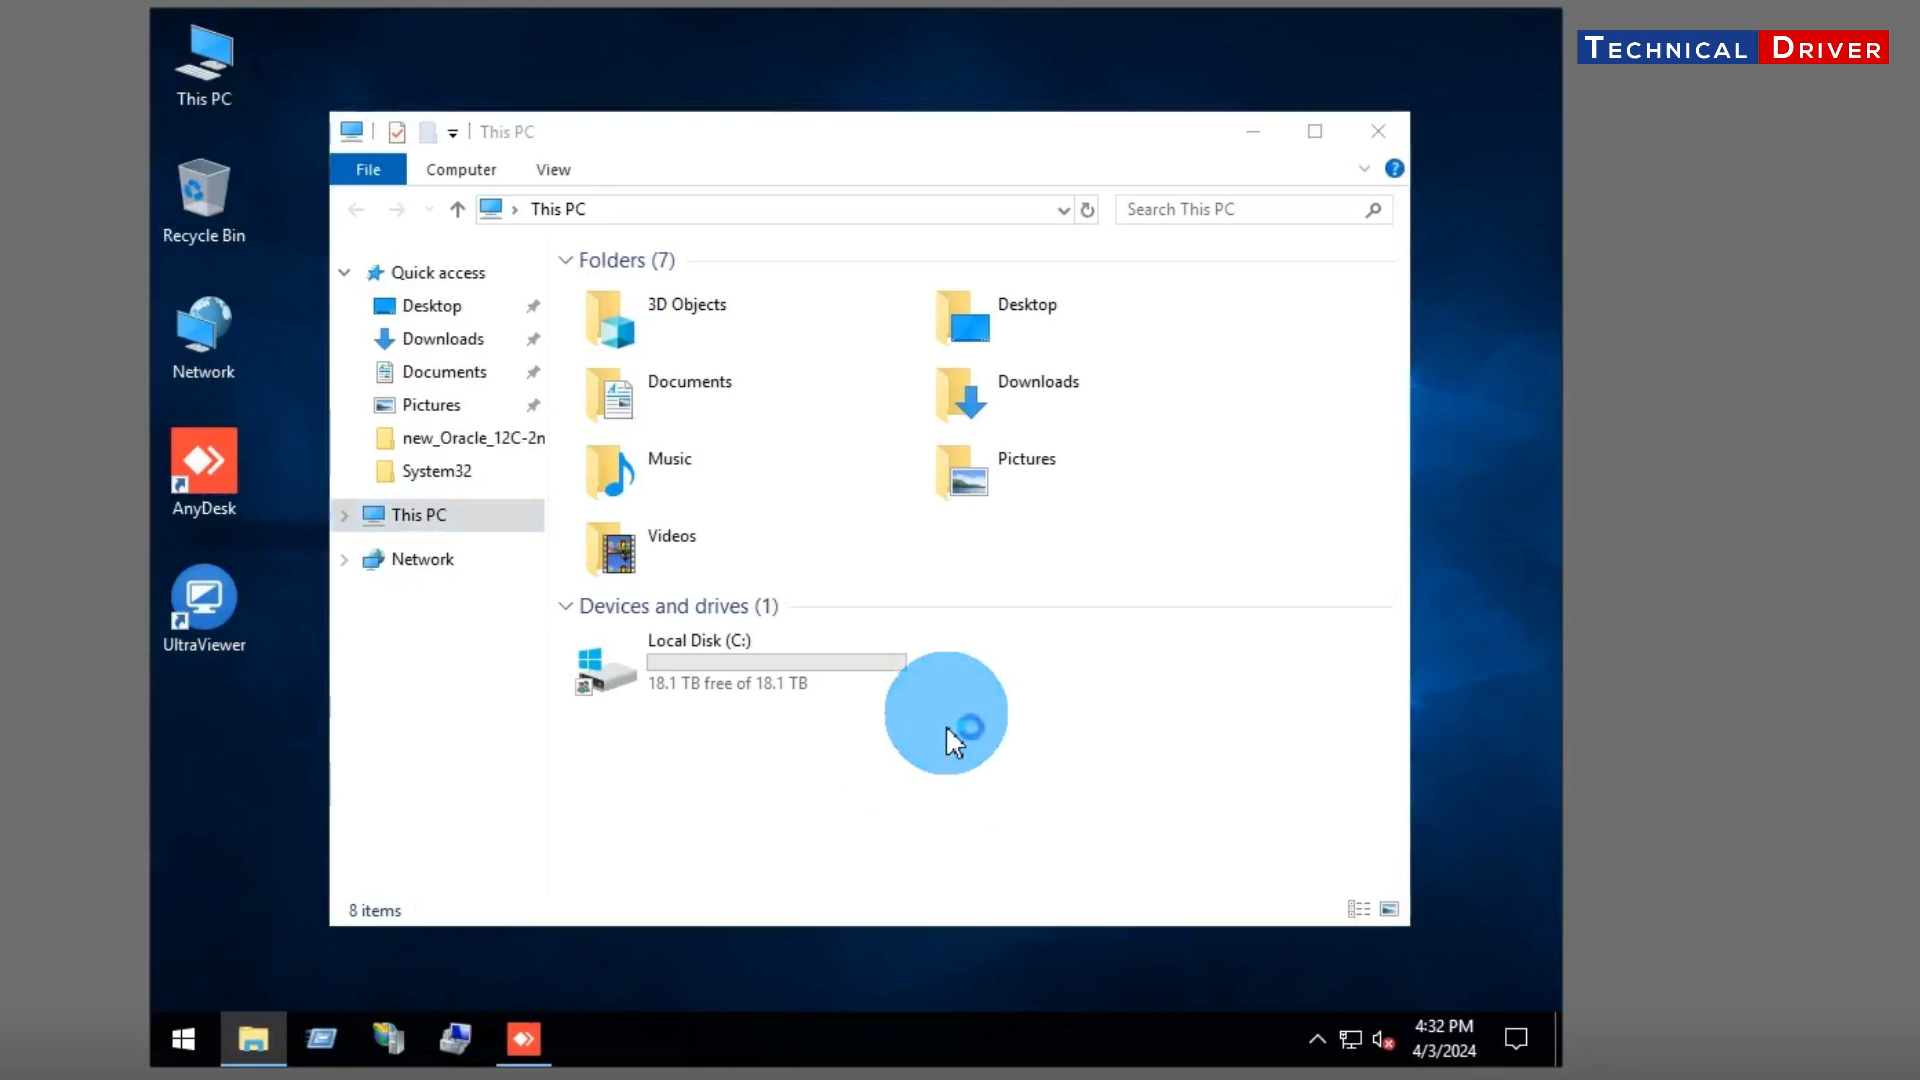 TECHNICAL DRIVER
This PC
Recycle Bin
Network
AnyDesk
UltraViewer
This PC
File Computer View
This PC
Search This PC
Quick access
Desktop
Downloads
Documents
Pictures
new_Oracle_12C-2n
System32
This PC
Network
Folders (7)
3D Objects
Desktop
Documents
Downloads
Music
Pictures
Videos
Devices and drives (1)
Local Disk (C:)
18.1 TB free of 18.1 TB
8 items
4:32 PM
4/3/2024